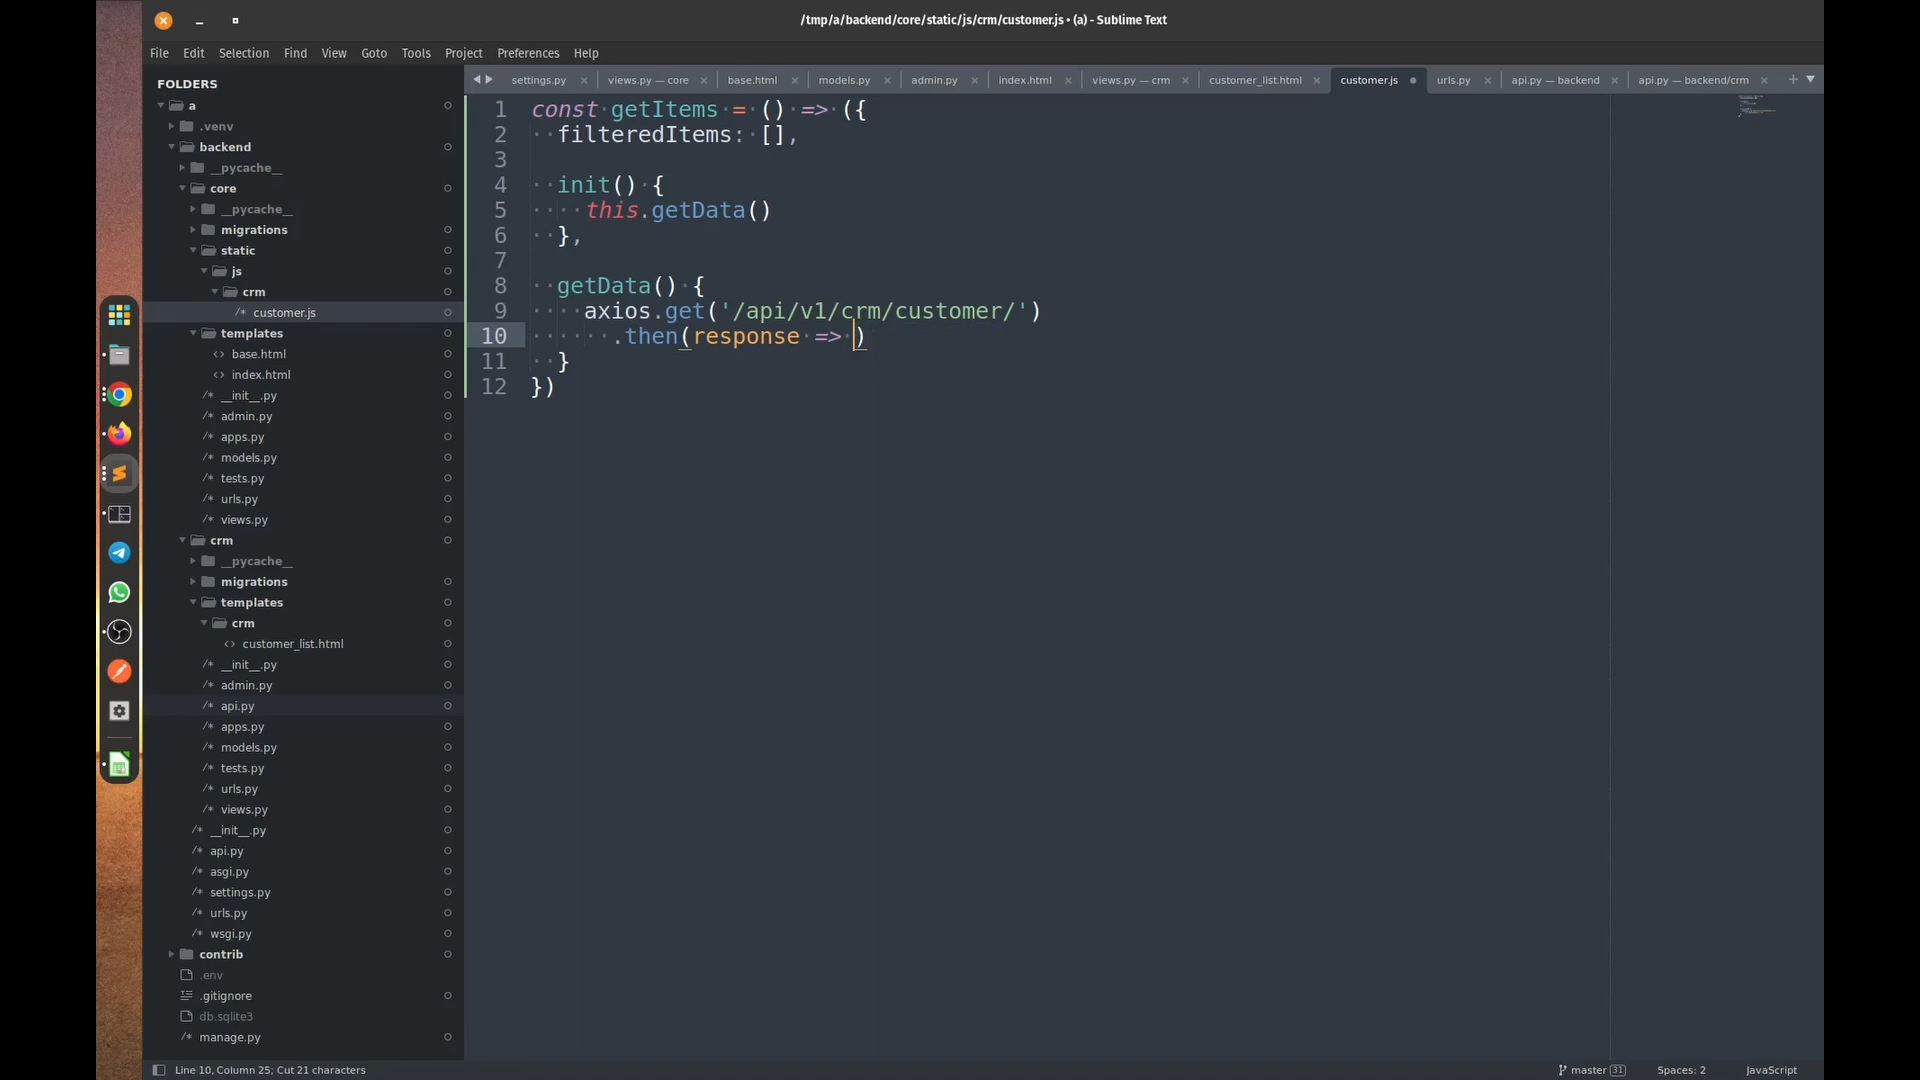 /tmp/a/backend/core/static/js/crm/customer.js • (a) - Sublime Text
File Edit Selection Find View Goto Tools Project Preferences Help
FOLDERS
a
.venv
backend
__pycache__
core
__pycache__
migrations
static
js
crm
/* customer.js
templates
<> base.html
<> index.html
/* __init__.py
/* admin.py
/* apps.py
/* models.py
/* tests.py
/* urls.py
/* views.py
crm
__pycache__
migrations
templates
crm
<> customer_list.html
/* __init__.py
/* admin.py
/* api.py
/* apps.py
/* models.py
/* tests.py
/* urls.py
/* views.py
/* __init__.py
/* api.py
/* asgi.py
/* settings.py
/* urls.py
/* wsgi.py
contrib
.env
.gitignore
db.sqlite3
/* manage.py
settings.py views.py — core base.html models.py admin.py index.html views.py — crm customer_list.html customer.js urls.py api.py — backend api.py — backend/crm
1 const getItems = () => ({
2   filteredItems: [],
3
4   init() {
5     this.getData()
6   },
7
8   getData() {
9     axios.get('/api/v1/crm/customer/')
10       .then(response => )
11   }
12 })
Line 10, Column 25; Cut 21 characters master 31 Spaces: 2 JavaScript